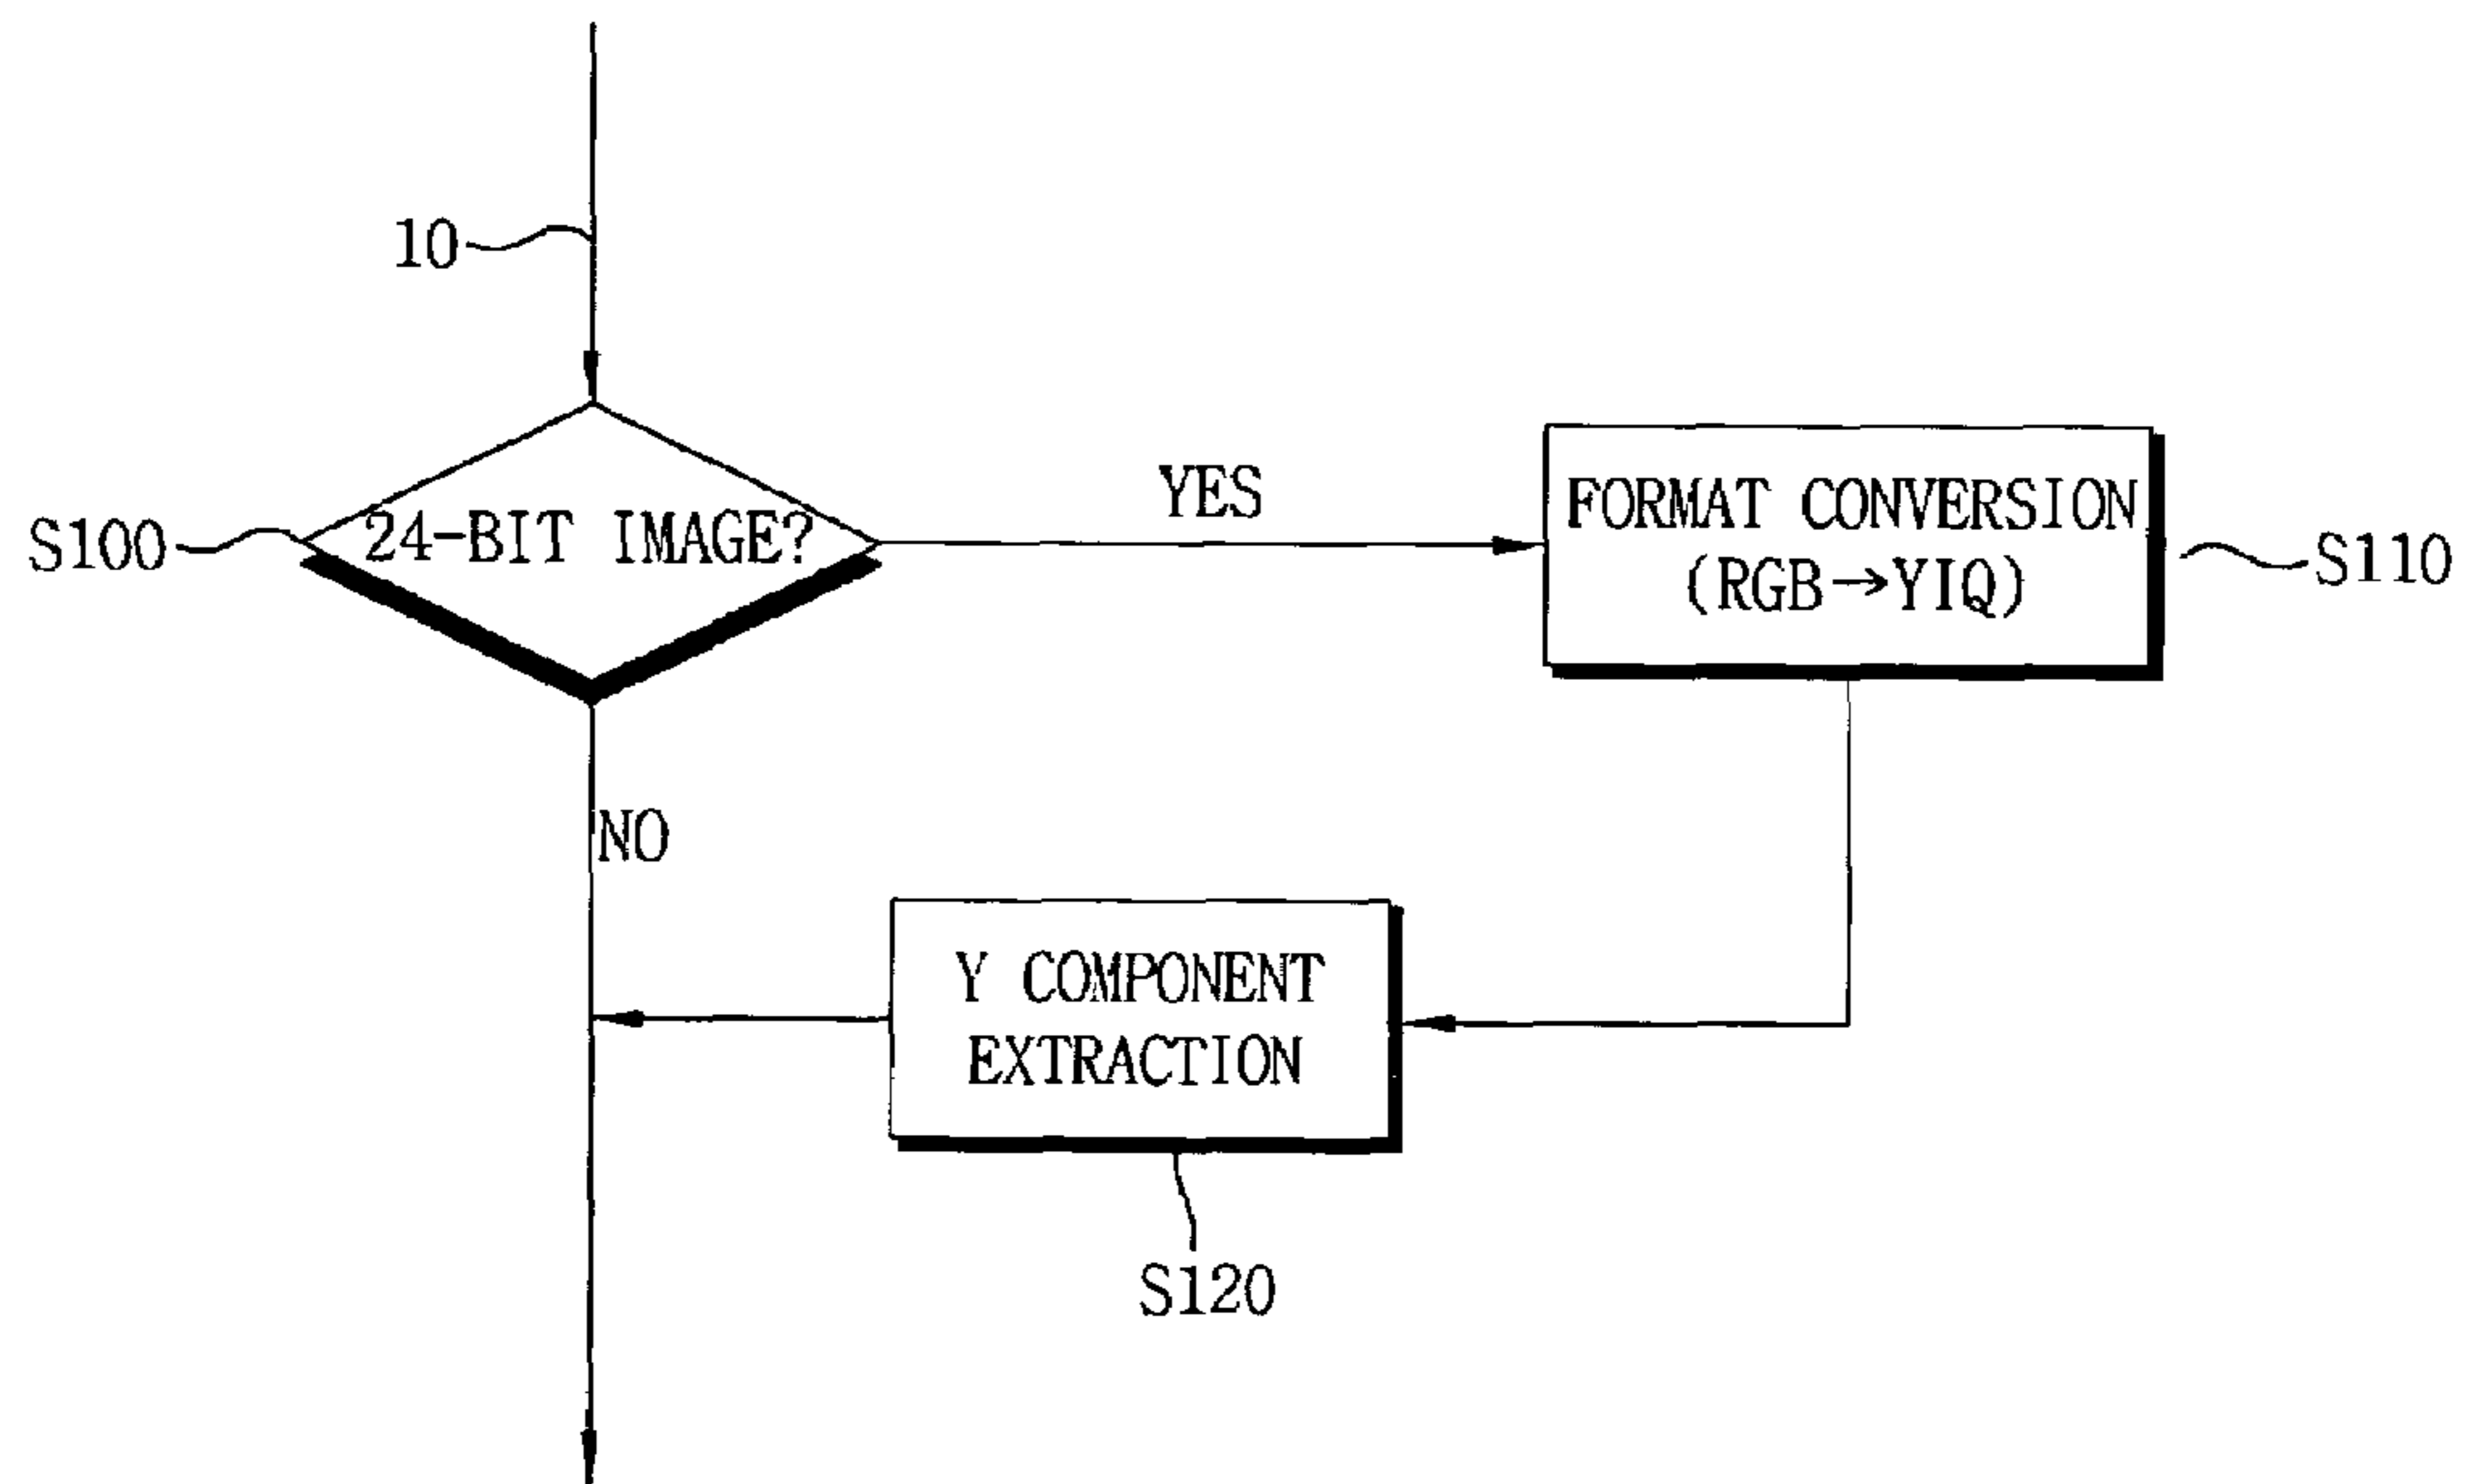 10
S100
24-BIT IMAGE?
YES
FORMAT CONVERSION
(RGB→YIQ)
S110
NO
Y COMPONENT
EXTRACTION
S120